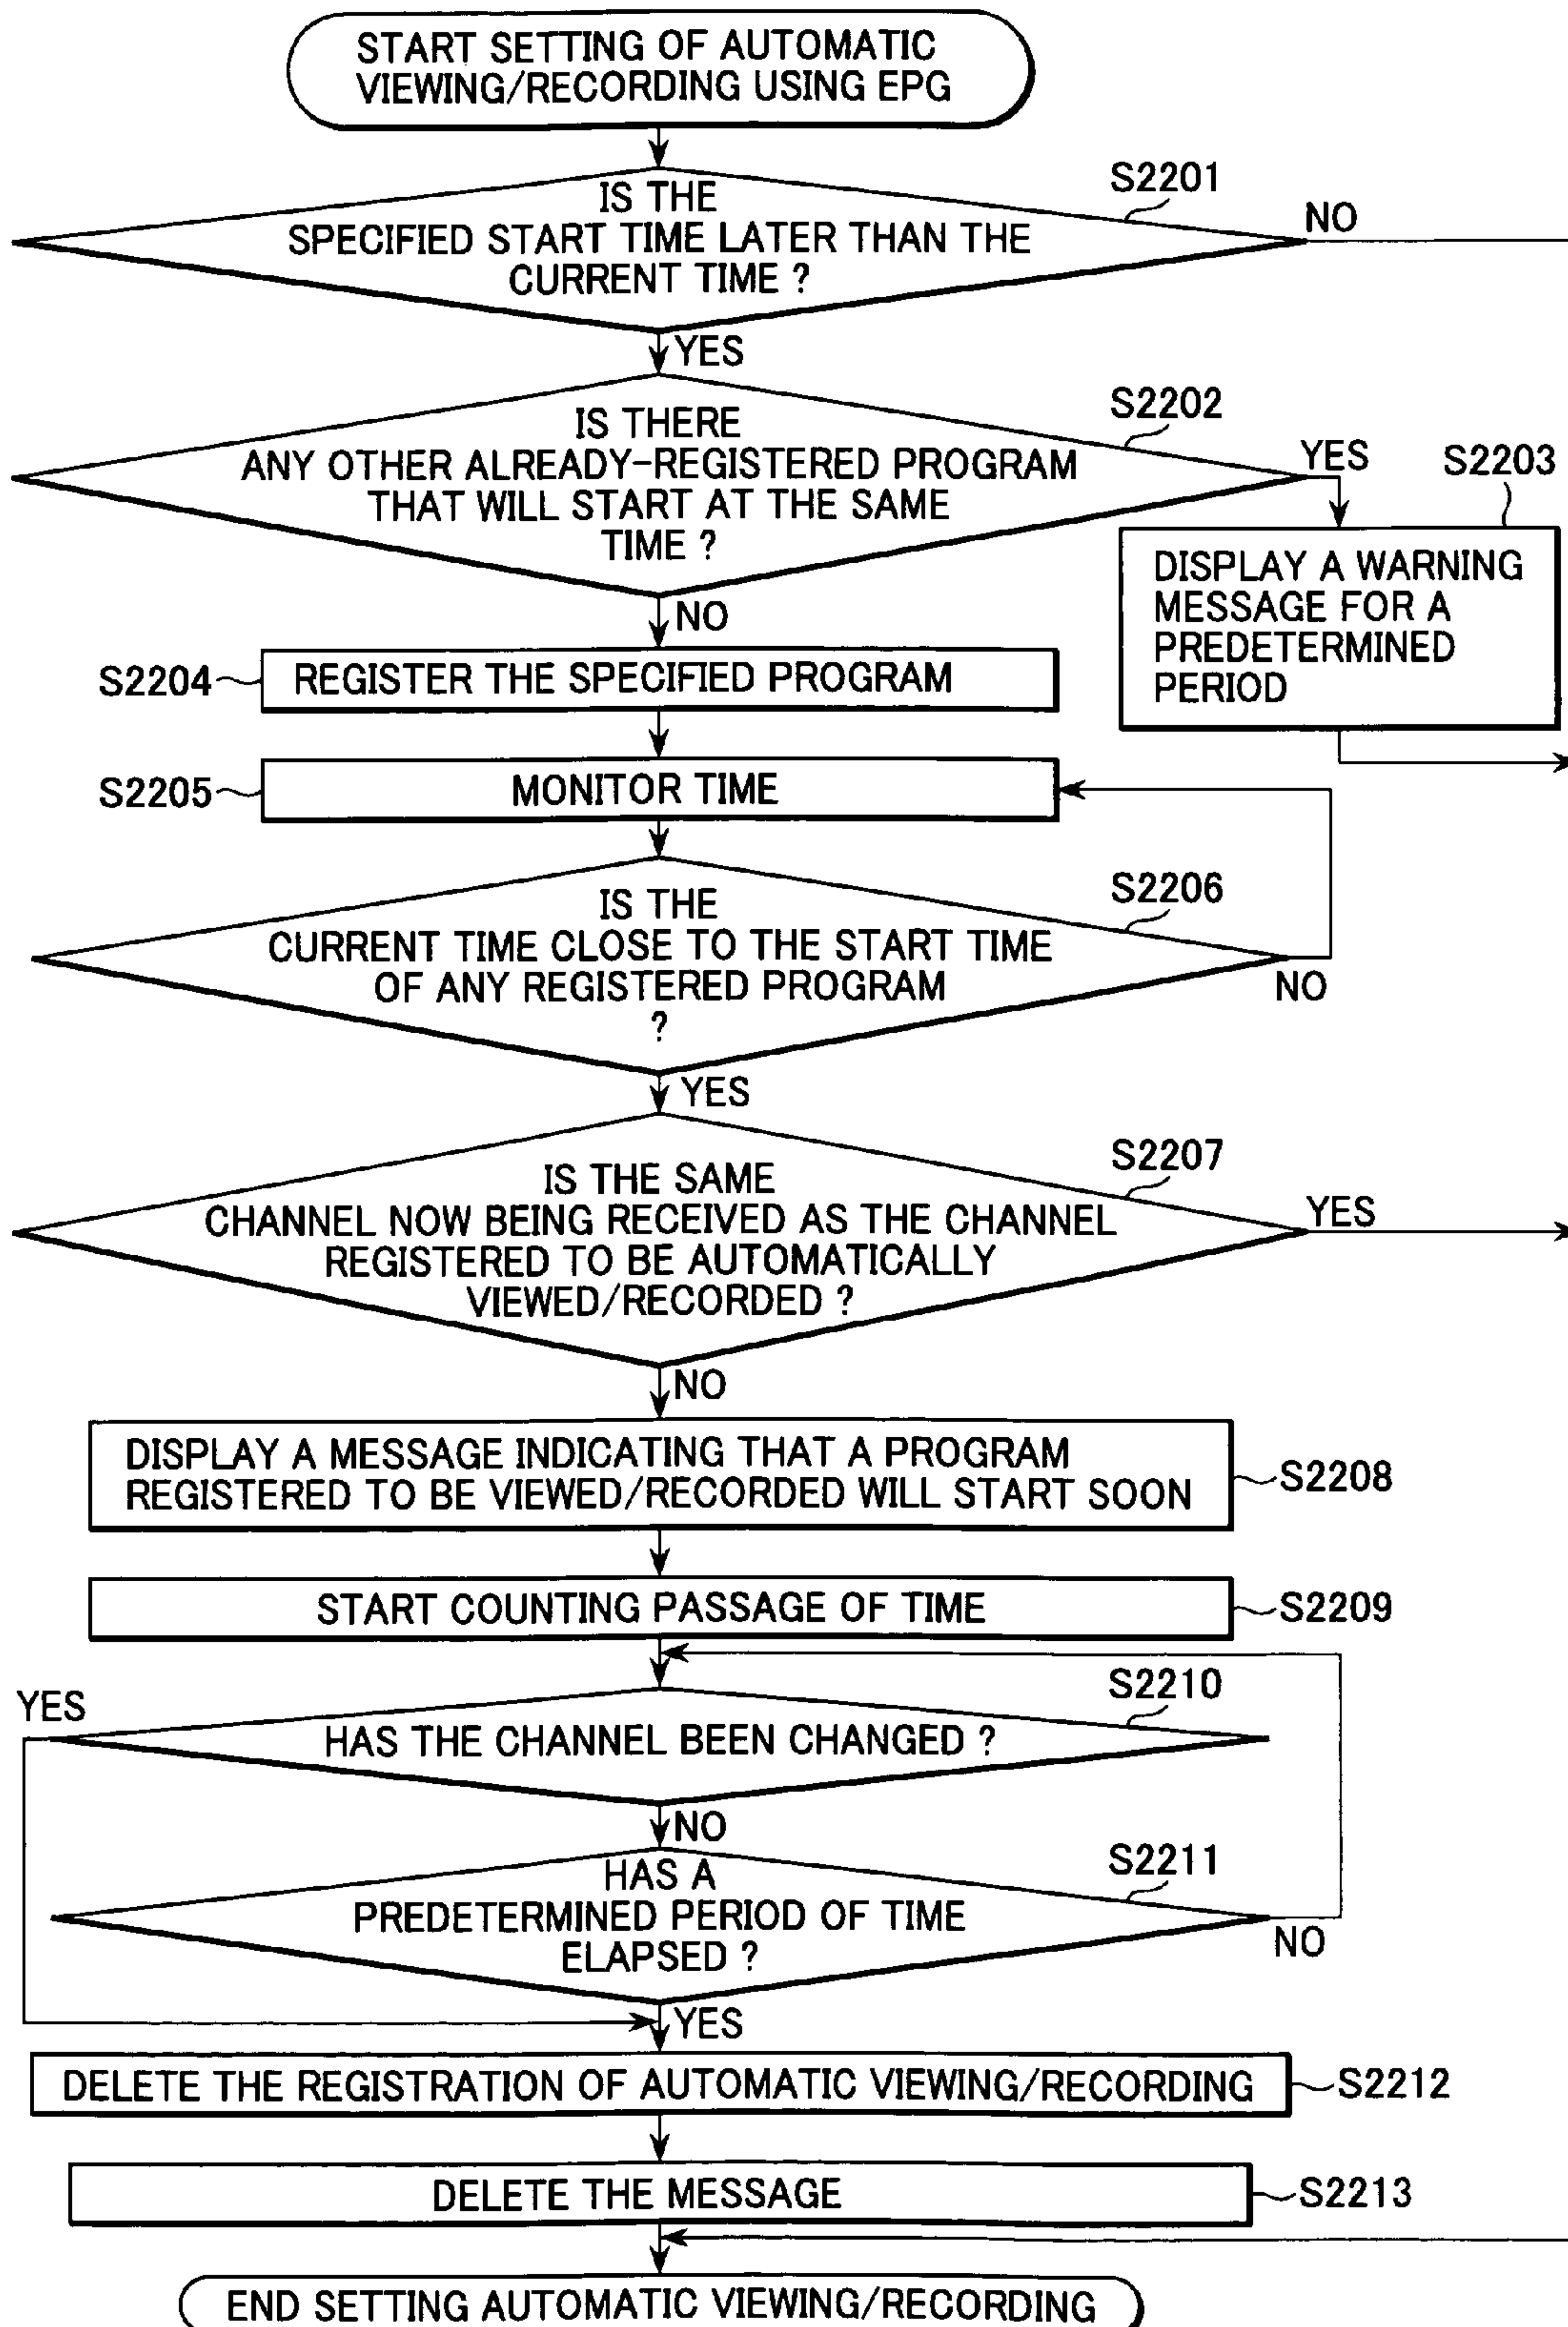 START SETTING OF AUTOMATIC
VIEWING/RECORDING USING EPG
S2201
IS THE
SPECIFIED START TIME LATER THAN THE
CURRENT TIME ?
NO
YES
S2202
IS THERE
ANY OTHER ALREADY-REGISTERED PROGRAM
THAT WILL START AT THE SAME
TIME ?
YES
S2203
DISPLAY A WARNING
MESSAGE FOR A
PREDETERMINED
PERIOD
NO
S2204
REGISTER THE SPECIFIED PROGRAM
S2205
MONITOR TIME
S2206
IS THE
CURRENT TIME CLOSE TO THE START TIME
OF ANY REGISTERED PROGRAM
?
NO
YES
S2207
IS THE SAME
CHANNEL NOW BEING RECEIVED AS THE CHANNEL
REGISTERED TO BE AUTOMATICALLY
VIEWED/RECORDED ?
YES
NO
DISPLAY A MESSAGE INDICATING THAT A PROGRAM
REGISTERED TO BE VIEWED/RECORDED WILL START SOON
S2208
START COUNTING PASSAGE OF TIME
S2209
S2210
YES
HAS THE CHANNEL BEEN CHANGED ?
NO
S2211
HAS A
PREDETERMINED PERIOD OF TIME
ELAPSED ?
NO
YES
DELETE THE REGISTRATION OF AUTOMATIC VIEWING/RECORDING
S2212
DELETE THE MESSAGE
S2213
END SETTING AUTOMATIC VIEWING/RECORDING